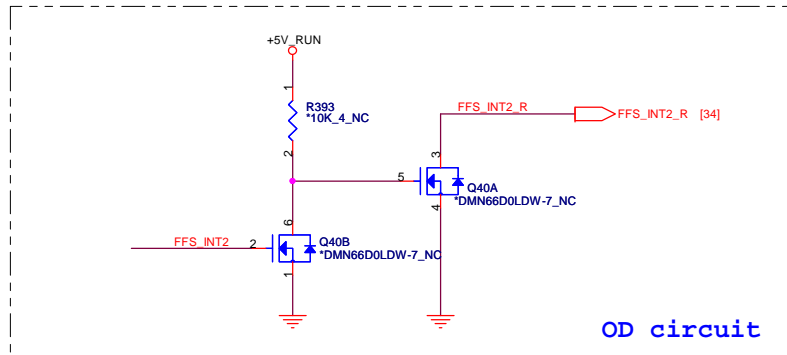 +5V_RUN
1
R393
*10K_4_NC
2
FFS_INT2_R
FFS_INT2_R [34]
3
5
Q40A
*DMN66D0LDW-7_NC
4
6
FFS_INT2
2
Q40B
*DMN66D0LDW-7_NC
1
OD circuit